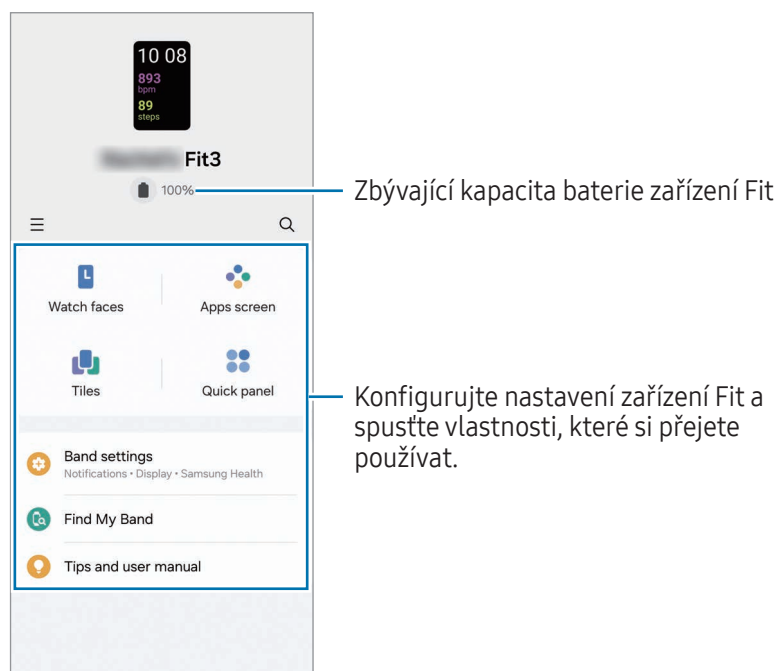 10 08
893
bpm
89
steps
Fit3
100%
Zbývající kapacita baterie zařízení Fit
Watch faces
Apps screen
Tiles
Quick panel
Konfigurujte nastavení zařízení Fit a
spusťte vlastnosti, které si přejete
používat.
Band settings
Notifications • Display • Samsung Health
Find My Band
Tips and user manual